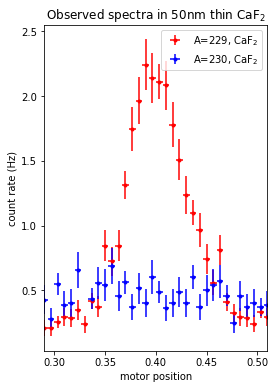 Observed spectra in 50nm thin CaF₂
2.5
A=229, CaF₂
A=230, CaF₂
2.0
1.5
count rate (Hz)
1.0
0.5
0.30 0.35 0.40 0.45 0.50
motor position